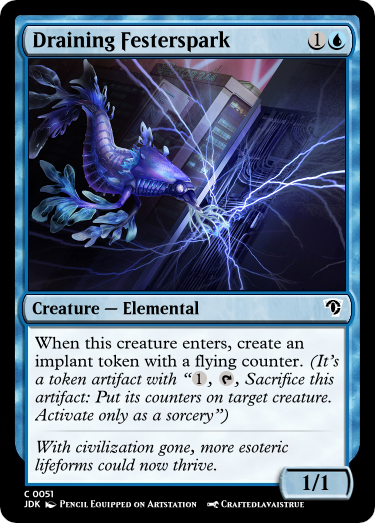 Draining Festerspark 1
When this creature enters, create an
implant token with a flying counter. (It's
a token artifact with “1, , Sacrifice this
artifact: Put its counters on target creature.
Activate only as a sorcery”)
With civilization gone, more esoteric
lifeforms could now thrive.
1/1
C 0051
JDK Pencil Equipped on Artstation Craftedlavaistrue